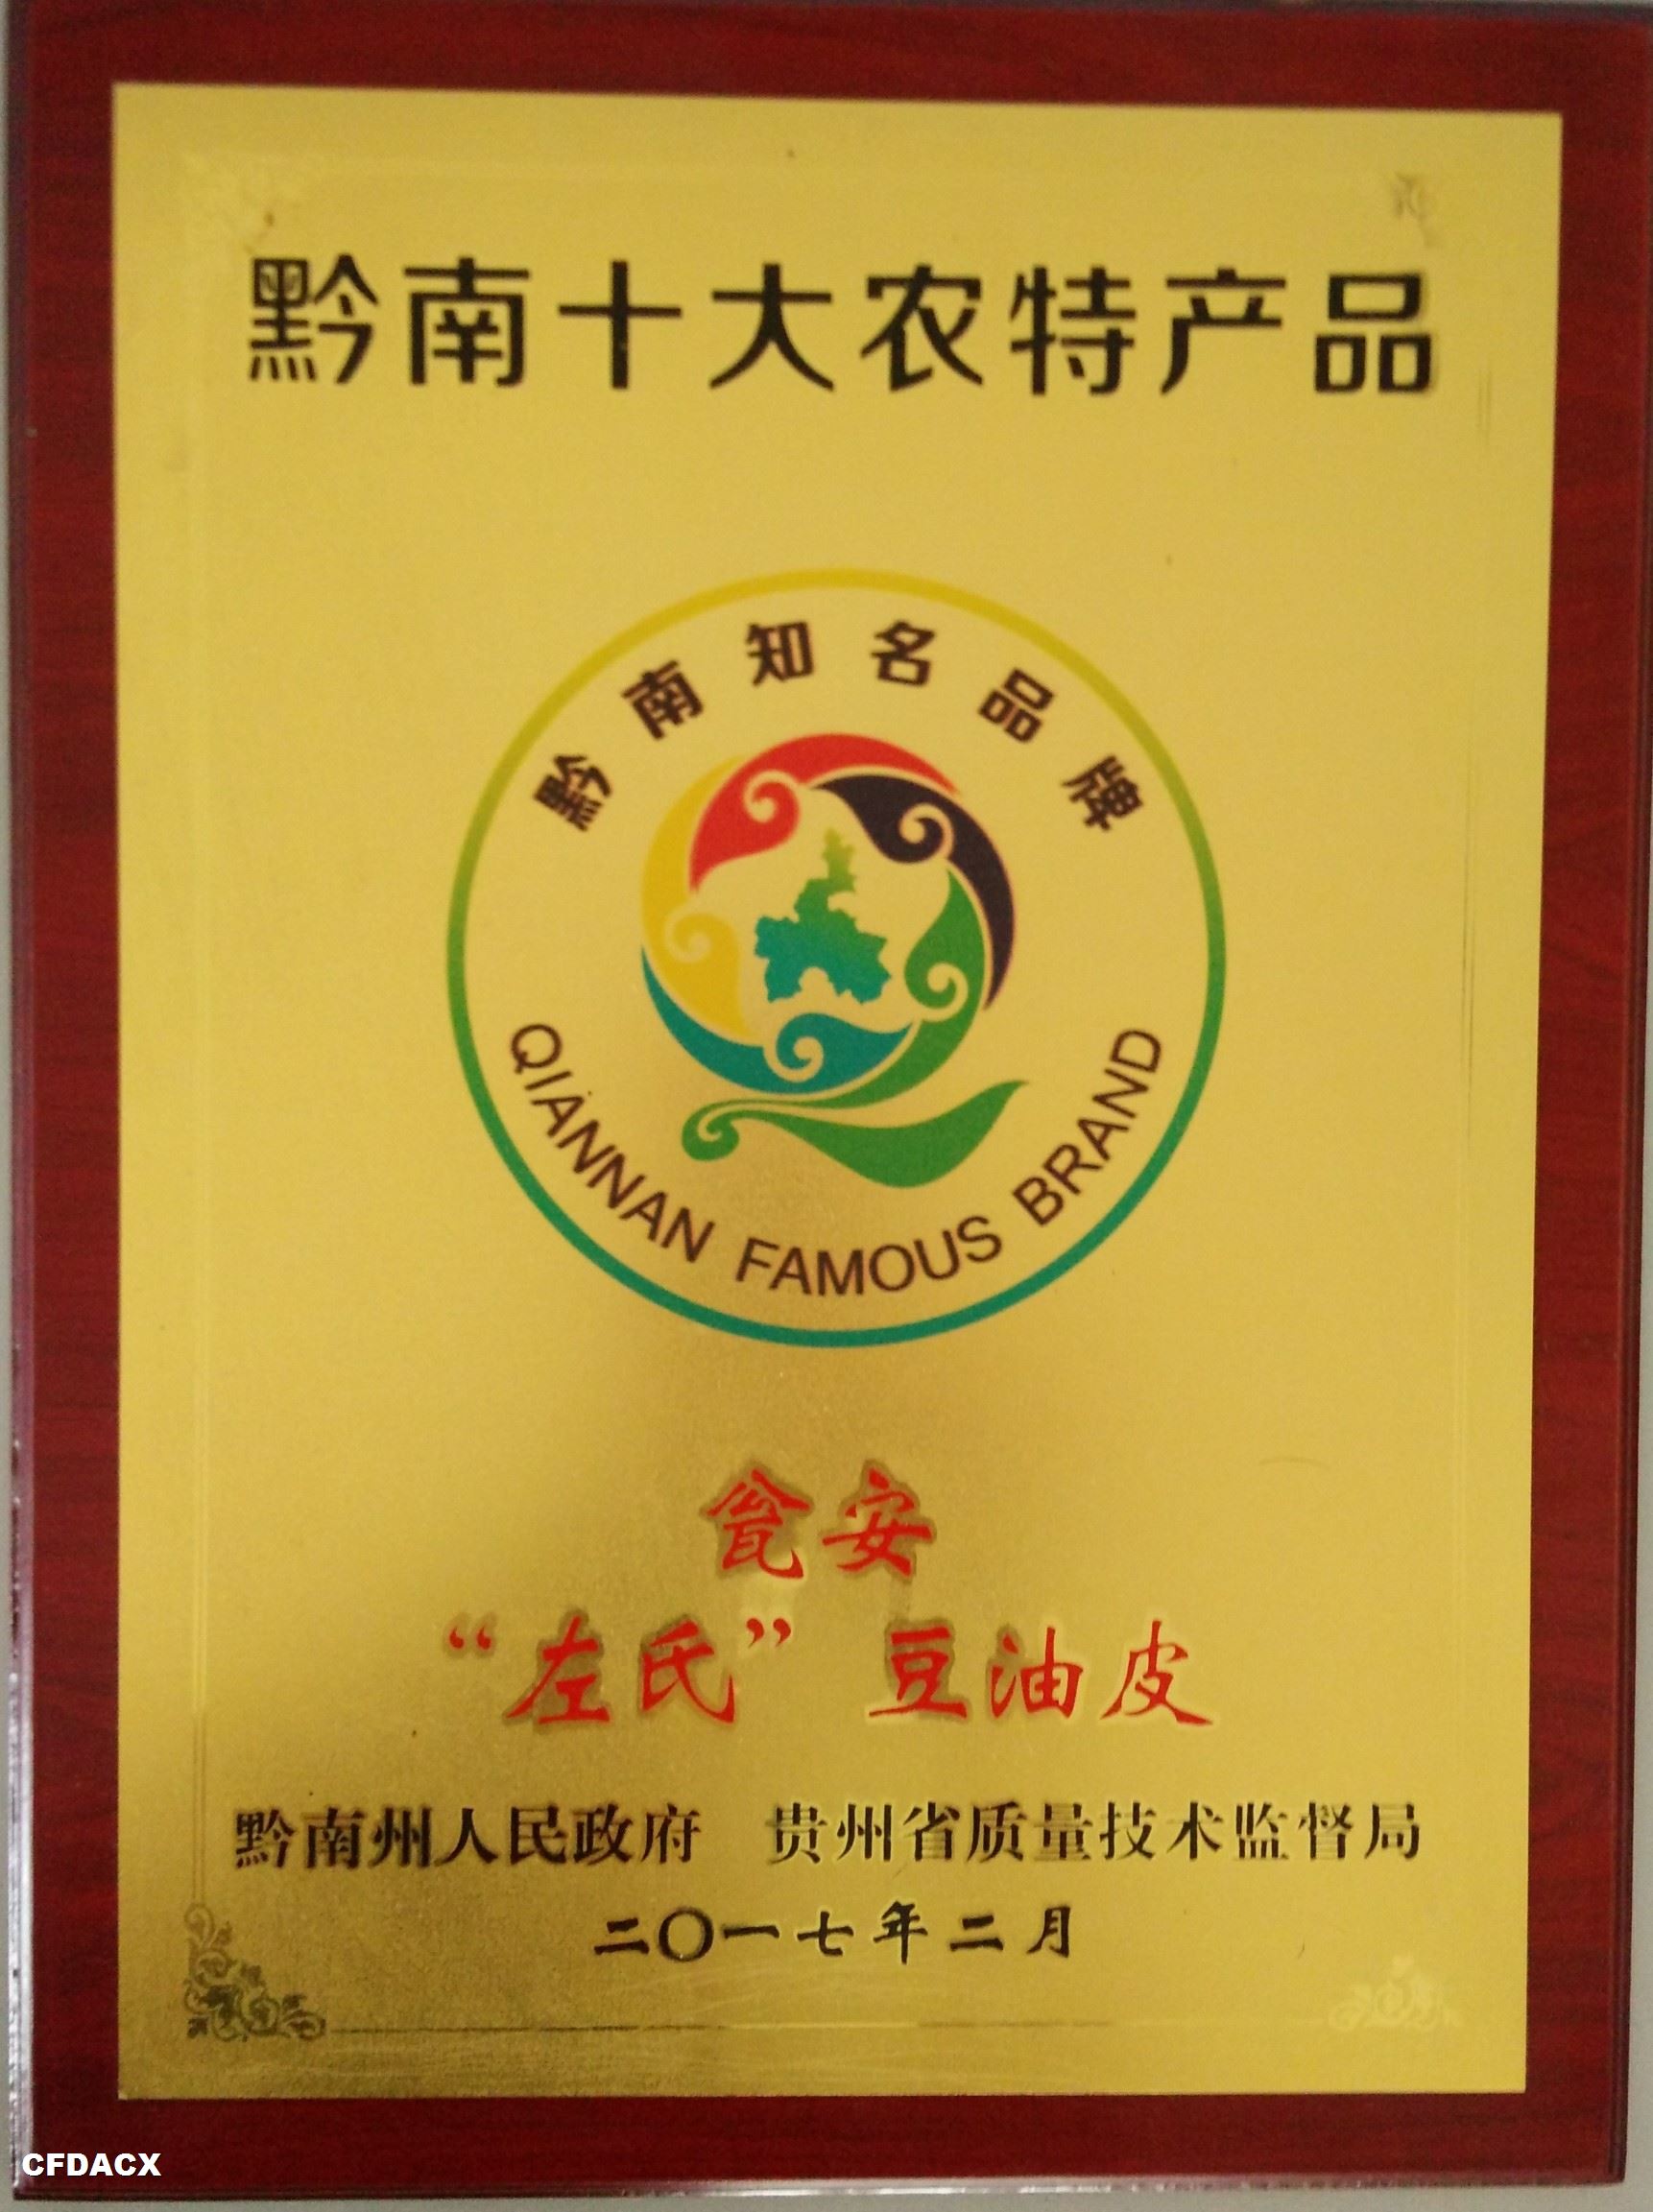 黔南十大农特产品
黔南知名品牌
QIANNAN FAMOUS BRAND
瓮安
“左氏”豆油皮
黔南州人民政府 贵州省质量技术监督局
二〇一七年二月
CFDACX